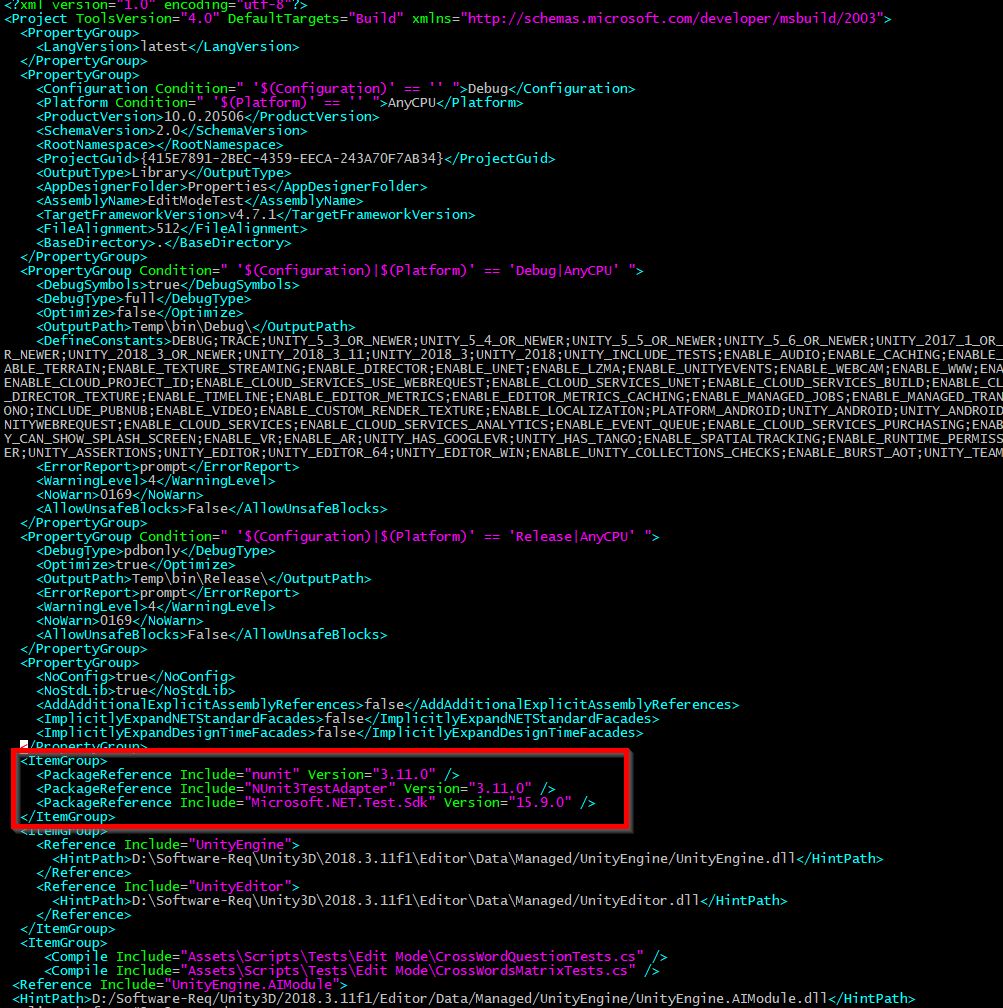 <?xml version="1.0" encoding="utf-8"?>
<Project ToolsVersion="4.0" DefaultTargets="Build" xmlns="http://schemas.microsoft.com/developer/msbuild/2003">
<PropertyGroup>
<LangVersion>latest</LangVersion>
</PropertyGroup>
<PropertyGroup>
<Configuration Condition=" '$(Configuration)' == '' ">Debug</Configuration>
<Platform Condition=" '$(Platform)' == '' ">AnyCPU</Platform>
<ProductVersion>10.0.20506</ProductVersion>
<SchemaVersion>2.0</SchemaVersion>
<RootNamespace></RootNamespace>
<ProjectGuid>{415E7891-2BEC-4359-EECA-243A70F7AB34}</ProjectGuid>
<OutputType>Library</OutputType>
<AppDesignerFolder>Properties</AppDesignerFolder>
<AssemblyName>EditModeTest</AssemblyName>
<TargetFrameworkVersion>v4.7.1</TargetFrameworkVersion>
<FileAlignment>512</FileAlignment>
<BaseDirectory>.</BaseDirectory>
</PropertyGroup>
<PropertyGroup Condition=" '$(Configuration)|$(Platform)' == 'Debug|AnyCPU' ">
<DebugSymbols>true</DebugSymbols>
<DebugType>full</DebugType>
<Optimize>false</Optimize>
<OutputPath>Temp\bin\Debug\</OutputPath>
<DefineConstants>DEBUG;TRACE;UNITY_5_3_OR_NEWER;UNITY_5_4_OR_NEWER;UNITY_5_5_OR_NEWER;UNITY_5_6_OR_NEWER;UNITY_2017_1_OR_
R_NEWER;UNITY_2018_3_OR_NEWER;UNITY_2018_3_11;UNITY_2018_3;UNITY_2018;UNITY_INCLUDE_TESTS;ENABLE_AUDIO;ENABLE_CACHING;ENABLE_
ABLE_TERRAIN;ENABLE_TEXTURE_STREAMING;ENABLE_DIRECTOR;ENABLE_UNET;ENABLE_LZMA;ENABLE_UNITYEVENTS;ENABLE_WEBCAM;ENABLE_WWW;ENA
ENABLE_CLOUD_PROJECT_ID;ENABLE_CLOUD_SERVICES_USE_WEBREQUEST;ENABLE_CLOUD_SERVICES_UNET;ENABLE_CLOUD_SERVICES_BUILD;ENABLE_CL
_DIRECTOR_TEXTURE;ENABLE_TIMELINE;ENABLE_EDITOR_METRICS;ENABLE_EDITOR_METRICS_CACHING;ENABLE_MANAGED_JOBS;ENABLE_MANAGED_TRAN
ONO;INCLUDE_PUBNUB;ENABLE_VIDEO;ENABLE_CUSTOM_RENDER_TEXTURE;ENABLE_LOCALIZATION;PLATFORM_ANDROID;UNITY_ANDROID;UNITY_ANDROID
NITYWEBREQUEST;ENABLE_CLOUD_SERVICES;ENABLE_CLOUD_SERVICES_ANALYTICS;ENABLE_EVENT_QUEUE;ENABLE_CLOUD_SERVICES_PURCHASING;ENAB
Y_CAN_SHOW_SPLASH_SCREEN;ENABLE_VR;ENABLE_AR;UNITY_HAS_GOOGLEVR;UNITY_HAS_TANGO;ENABLE_SPATIALTRACKING;ENABLE_RUNTIME_PERMISS
ER;UNITY_ASSERTIONS;UNITY_EDITOR;UNITY_EDITOR_64;UNITY_EDITOR_WIN;ENABLE_UNITY_COLLECTIONS_CHECKS;ENABLE_BURST_AOT;UNITY_TEAM
<ErrorReport>prompt</ErrorReport>
<WarningLevel>4</WarningLevel>
<NoWarn>0169</NoWarn>
<AllowUnsafeBlocks>False</AllowUnsafeBlocks>
</PropertyGroup>
<PropertyGroup Condition=" '$(Configuration)|$(Platform)' == 'Release|AnyCPU' ">
<DebugType>pdbonly</DebugType>
<Optimize>true</Optimize>
<OutputPath>Temp\bin\Release\</OutputPath>
<ErrorReport>prompt</ErrorReport>
<WarningLevel>4</WarningLevel>
<NoWarn>0169</NoWarn>
<AllowUnsafeBlocks>False</AllowUnsafeBlocks>
</PropertyGroup>
<PropertyGroup>
<NoConfig>true</NoConfig>
<NoStdLib>true</NoStdLib>
<AddAdditionalExplicitAssemblyReferences>false</AddAdditionalExplicitAssemblyReferences>
<ImplicitlyExpandNETStandardFacades>false</ImplicitlyExpandNETStandardFacades>
<ImplicitlyExpandDesignTimeFacades>false</ImplicitlyExpandDesignTimeFacades>
</PropertyGroup>
<ItemGroup>
<PackageReference Include="nunit" Version="3.11.0" />
<PackageReference Include="NUnit3TestAdapter" Version="3.11.0" />
<PackageReference Include="Microsoft.NET.Test.Sdk" Version="15.9.0" />
</ItemGroup>
<ItemGroup>
<Reference Include="UnityEngine">
<HintPath>D:\Software-Req\Unity3D\2018.3.11f1\Editor\Data\Managed/UnityEngine/UnityEngine.dll</HintPath>
</Reference>
<Reference Include="UnityEditor">
<HintPath>D:\Software-Req\Unity3D\2018.3.11f1\Editor\Data\Managed/UnityEditor.dll</HintPath>
</Reference>
</ItemGroup>
<ItemGroup>
<Compile Include="Assets\Scripts\Tests\Edit Mode\CrossWordQuestionTests.cs" />
<Compile Include="Assets\Scripts\Tests\Edit Mode\CrossWordsMatrixTests.cs" />
<Reference Include="UnityEngine.AIModule">
<HintPath>D:/Software-Req/Unity3D/2018.3.11f1/Editor/Data/Managed/UnityEngine/UnityEngine.AIModule.dll</HintPath>